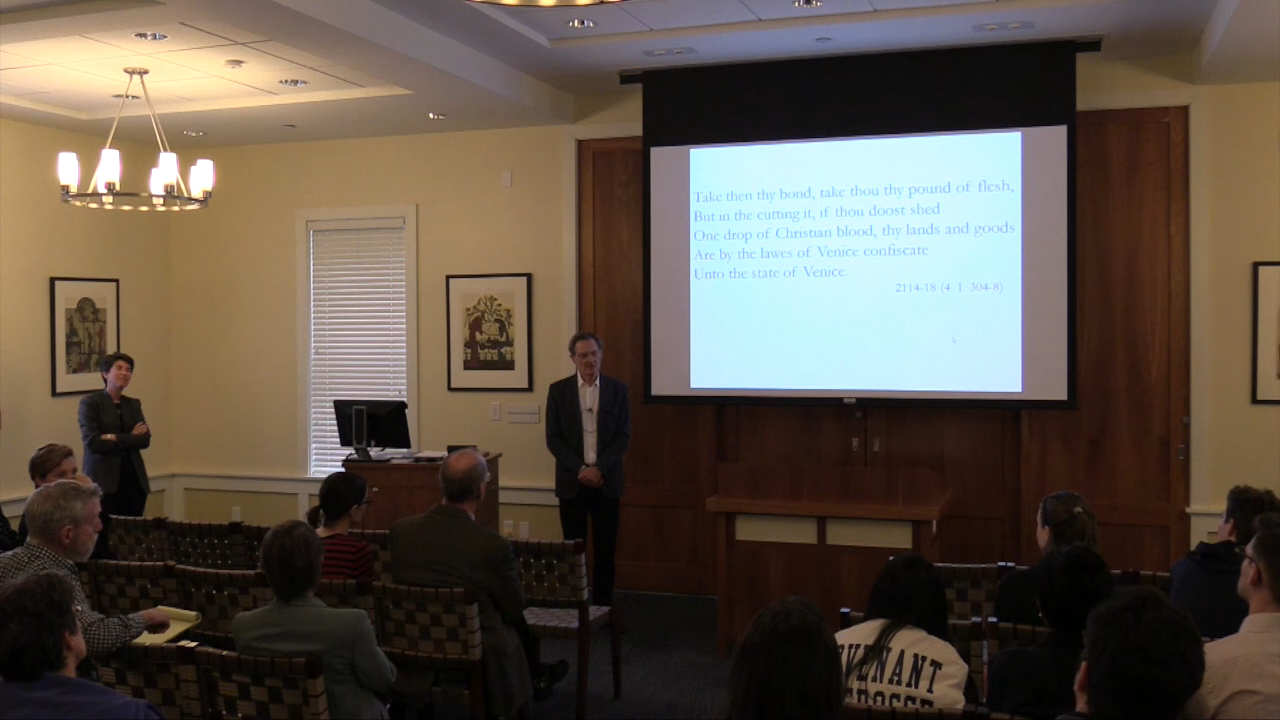 Take then thy bond, take thou thy pound of flesh,
But in the cutting it, if thou doost shed
One drop of Christian blood, thy lands and goods
Are by the lawes of Venice confiscate
Unto the state of Venice.
2114-18 (4. 1. 304-8)